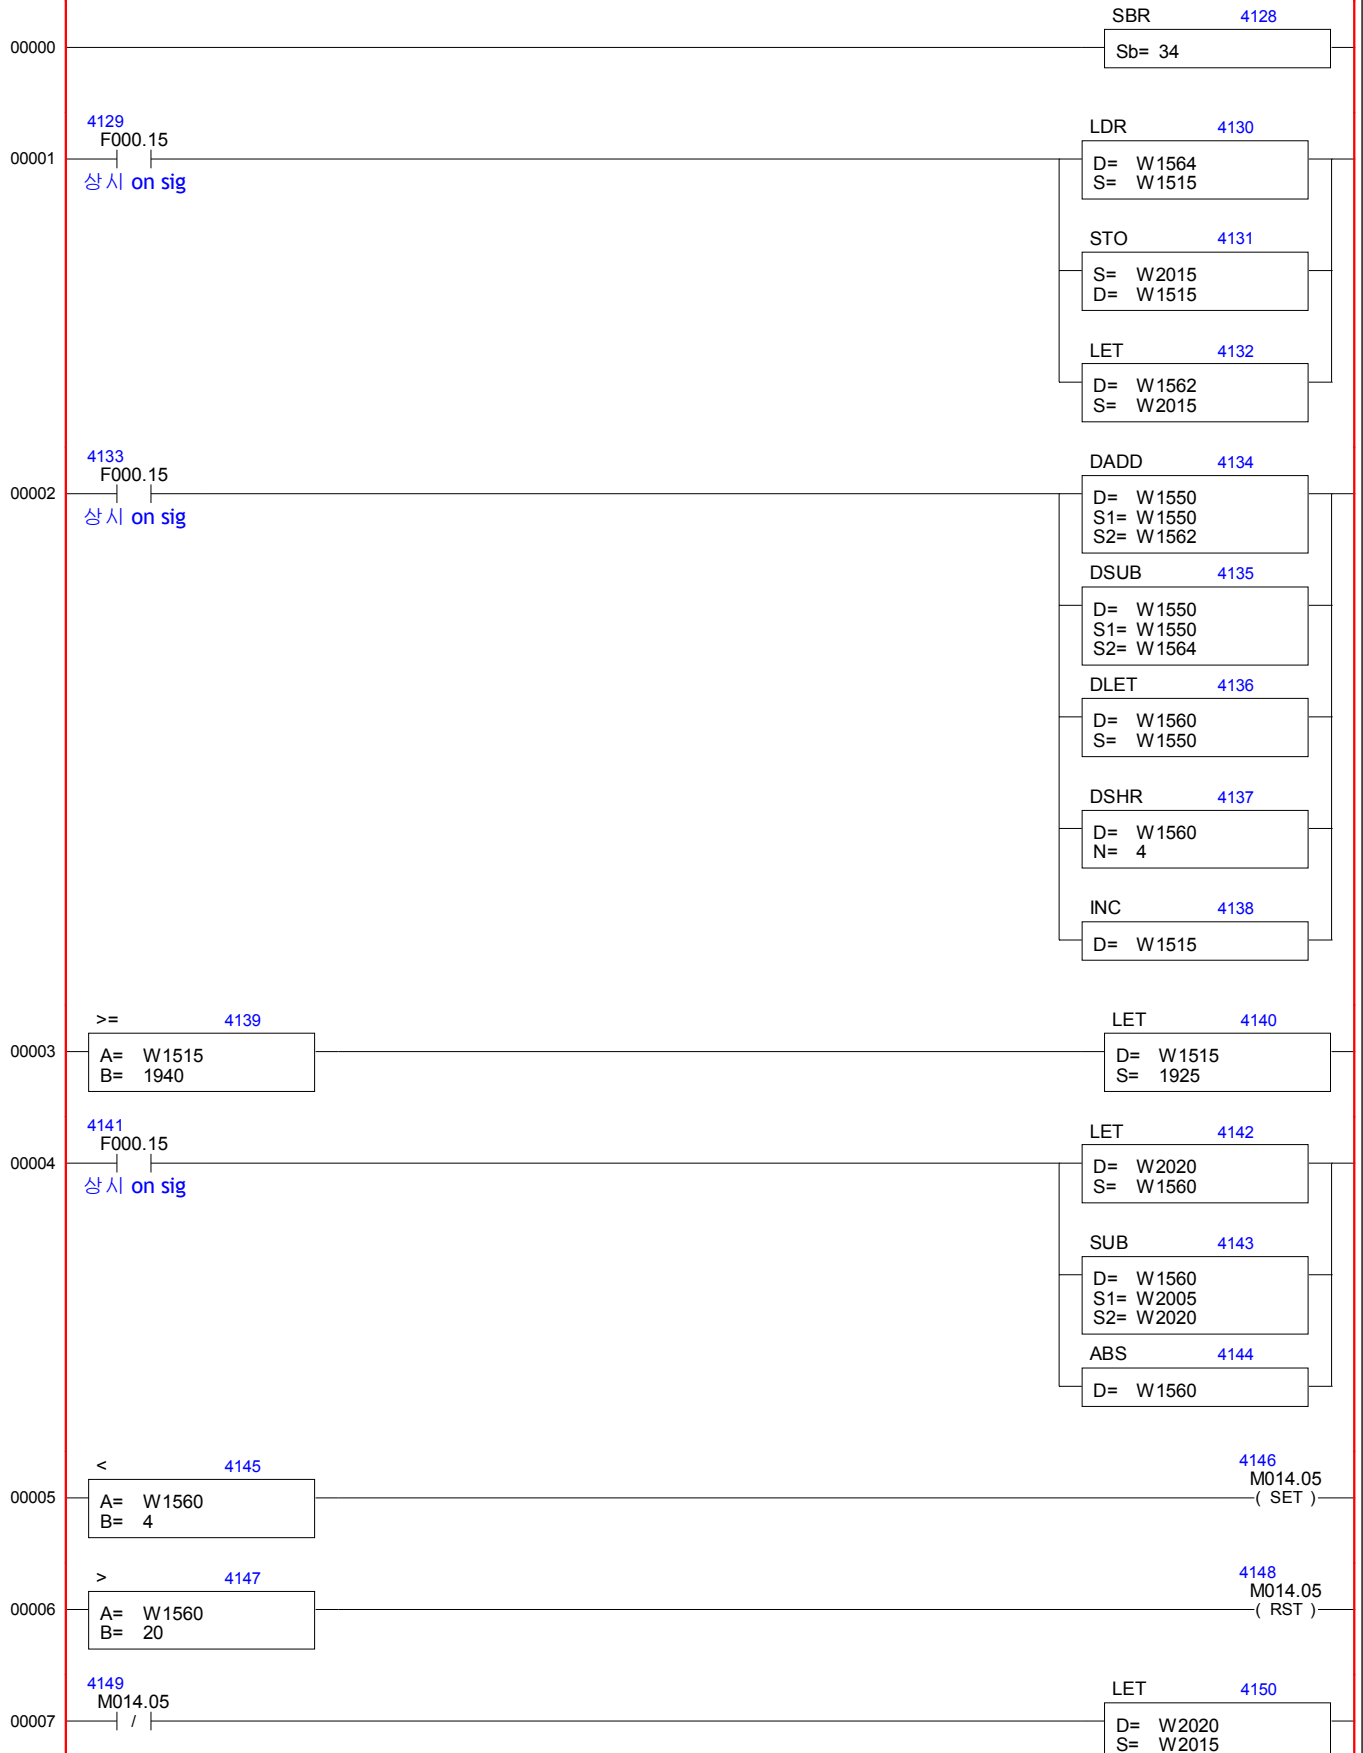 SBR 4128
00000
Sb= 34
4129
F000.15
00001
상시 on sig
LDR 4130
D= W1564
S= W1515
STO 4131
S= W2015
D= W1515
LET 4132
D= W1562
S= W2015
4133
F000.15
00002
상시 on sig
DADD 4134
D= W1550
S1= W1550
S2= W1562
DSUB 4135
D= W1550
S1= W1550
S2= W1564
DLET 4136
D= W1560
S= W1550
DSHR 4137
D= W1560
N= 4
INC 4138
D= W1515
>= 4139
00003
A= W1515
B= 1940
LET 4140
D= W1515
S= 1925
4141
F000.15
00004
상시 on sig
LET 4142
D= W2020
S= W1560
SUB 4143
D= W1560
S1= W2005
S2= W2020
ABS 4144
D= W1560
< 4145
00005
A= W1560
B= 4
4146
M014.05
( SET )
> 4147
00006
A= W1560
B= 20
4148
M014.05
( RST )
4149
M014.05
00007
/
LET 4150
D= W2020
S= W2015